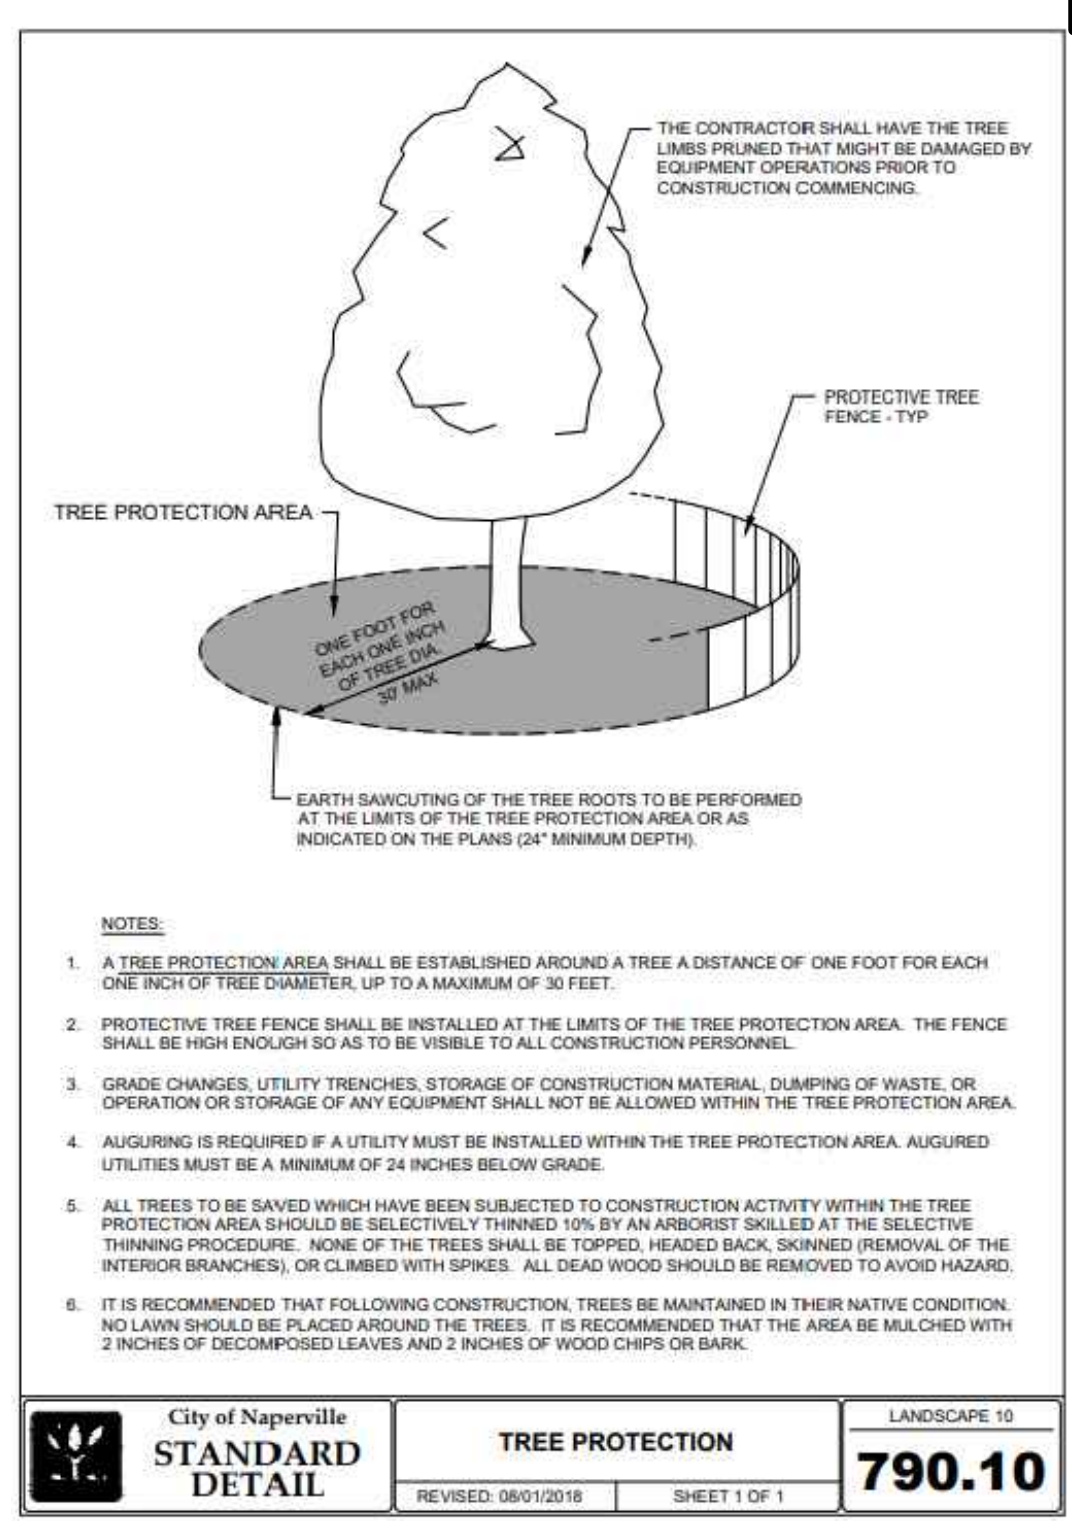 THE CONTRACTOR SHALL HAVE THE TREE
LIMBS PRUNED THAT MIGHT BE DAMAGED BY
EQUIPMENT OPERATIONS PRIOR TO
CONSTRUCTION COMMENCING.
PROTECTIVE TREE
FENCE - TYP
TREE PROTECTION AREA
ONE FOOT FOR
EACH ONE INCH
OF TREE DIA.
30' MAX
EARTH SAWCUTING OF THE TREE ROOTS TO BE PERFORMED
AT THE LIMITS OF THE TREE PROTECTION AREA OR AS
INDICATED ON THE PLANS (24" MINIMUM DEPTH).
NOTES:
1. A TREE PROTECTION AREA SHALL BE ESTABLISHED AROUND A TREE A DISTANCE OF ONE FOOT FOR EACH
ONE INCH OF TREE DIAMETER, UP TO A MAXIMUM OF 30 FEET.
2. PROTECTIVE TREE FENCE SHALL BE INSTALLED AT THE LIMITS OF THE TREE PROTECTION AREA. THE FENCE
SHALL BE HIGH ENOUGH SO AS TO BE VISIBLE TO ALL CONSTRUCTION PERSONNEL.
3. GRADE CHANGES, UTILITY TRENCHES, STORAGE OF CONSTRUCTION MATERIAL, DUMPING OF WASTE, OR
OPERATION OR STORAGE OF ANY EQUIPMENT SHALL NOT BE ALLOWED WITHIN THE TREE PROTECTION AREA.
4. AUGURING IS REQUIRED IF A UTILITY MUST BE INSTALLED WITHIN THE TREE PROTECTION AREA. AUGURED
UTILITIES MUST BE A MINIMUM OF 24 INCHES BELOW GRADE.
5. ALL TREES TO BE SAVED WHICH HAVE BEEN SUBJECTED TO CONSTRUCTION ACTIVITY WITHIN THE TREE
PROTECTION AREA SHOULD BE SELECTIVELY THINNED 10% BY AN ARBORIST SKILLED AT THE SELECTIVE
THINNING PROCEDURE. NONE OF THE TREES SHALL BE TOPPED, HEADED BACK, SKINNED (REMOVAL OF THE
INTERIOR BRANCHES), OR CLIMBED WITH SPIKES. ALL DEAD WOOD SHOULD BE REMOVED TO AVOID HAZARD.
6. IT IS RECOMMENDED THAT FOLLOWING CONSTRUCTION, TREES BE MAINTAINED IN THEIR NATIVE CONDITION.
NO LAWN SHOULD BE PLACED AROUND THE TREES. IT IS RECOMMENDED THAT THE AREA BE MULCHED WITH
2 INCHES OF DECOMPOSED LEAVES AND 2 INCHES OF WOOD CHIPS OR BARK.
City of Naperville
STANDARD
DETAIL
TREE PROTECTION
REVISED: 08/01/2018
SHEET 1 OF 1
LANDSCAPE 10
790.10